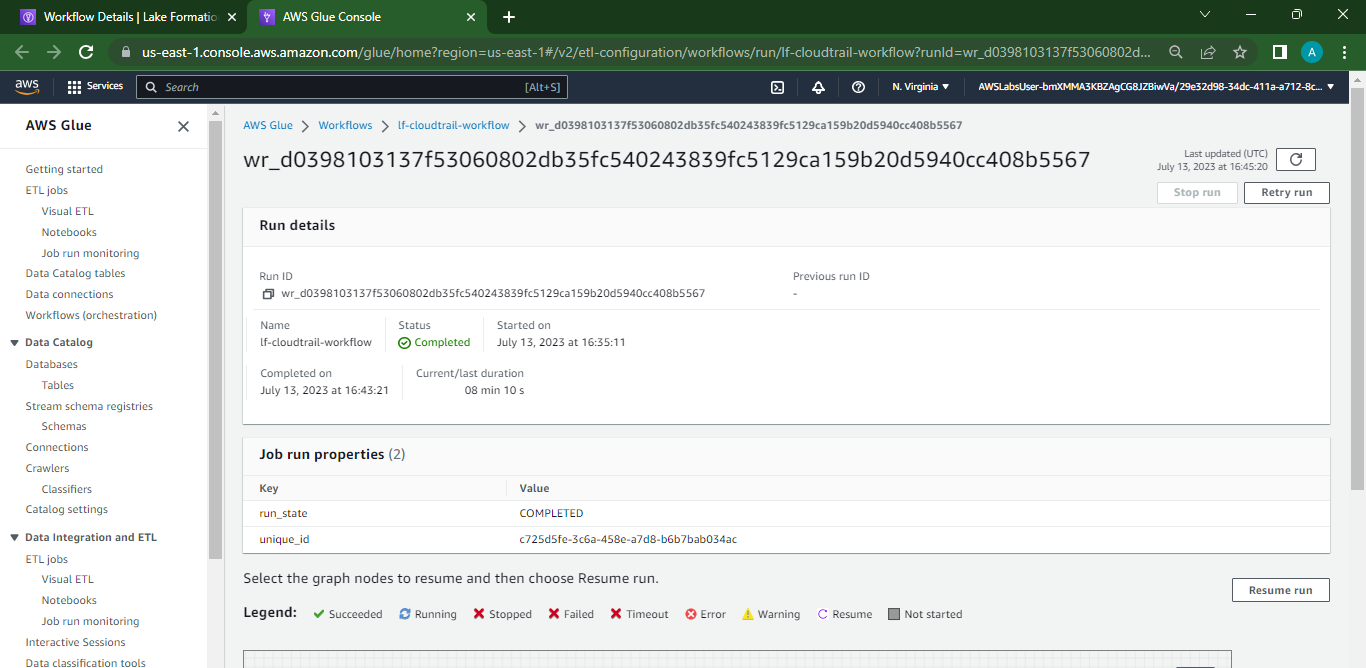 Workflow Details | Lake Formatio
AWS Glue Console
us-east-1.console.aws.amazon.com/glue/home?region=us-east-1#/v2/etl-configuration/workflows/run/lf-cloudtrail-workflow?runId=wr_d0398103137f53060802d...
A
aws
Services
Search
[Alt+S]
N. Virginia
AWSLabsUser-bmXMMA3KBZAgCG8JZBiwVa/29e32d98-34dc-411a-a712-8c...
AWS Glue
Getting started
ETL jobs
Visual ETL
Notebooks
Job run monitoring
Data Catalog tables
Data connections
Workflows (orchestration)
Data Catalog
Databases
Tables
Stream schema registries
Schemas
Connections
Crawlers
Classifiers
Catalog settings
Data Integration and ETL
ETL jobs
Visual ETL
Notebooks
Job run monitoring
Interactive Sessions
Data classification tools
AWS Glue > Workflows > lf-cloudtrail-workflow > wr_d0398103137f53060802db35fc540243839fc5129ca159b20d5940cc408b5567
wr_d0398103137f53060802db35fc540243839fc5129ca159b20d5940cc408b5567
Last updated (UTC)
July 13, 2023 at 16:45:20
Stop run
Retry run
Run details
Run ID
wr_d0398103137f53060802db35fc540243839fc5129ca159b20d5940cc408b5567
Previous run ID
-
Name
lf-cloudtrail-workflow
Status
Completed
Started on
July 13, 2023 at 16:35:11
Completed on
July 13, 2023 at 16:43:21
Current/last duration
08 min 10 s
Job run properties (2)
Key Value
run_state COMPLETED
unique_id c725d5fe-3c6a-458e-a7d8-b6b7bab034ac
Select the graph nodes to resume and then choose Resume run.
Resume run
Legend: Succeeded Running Stopped Failed Timeout Error Warning Resume Not started